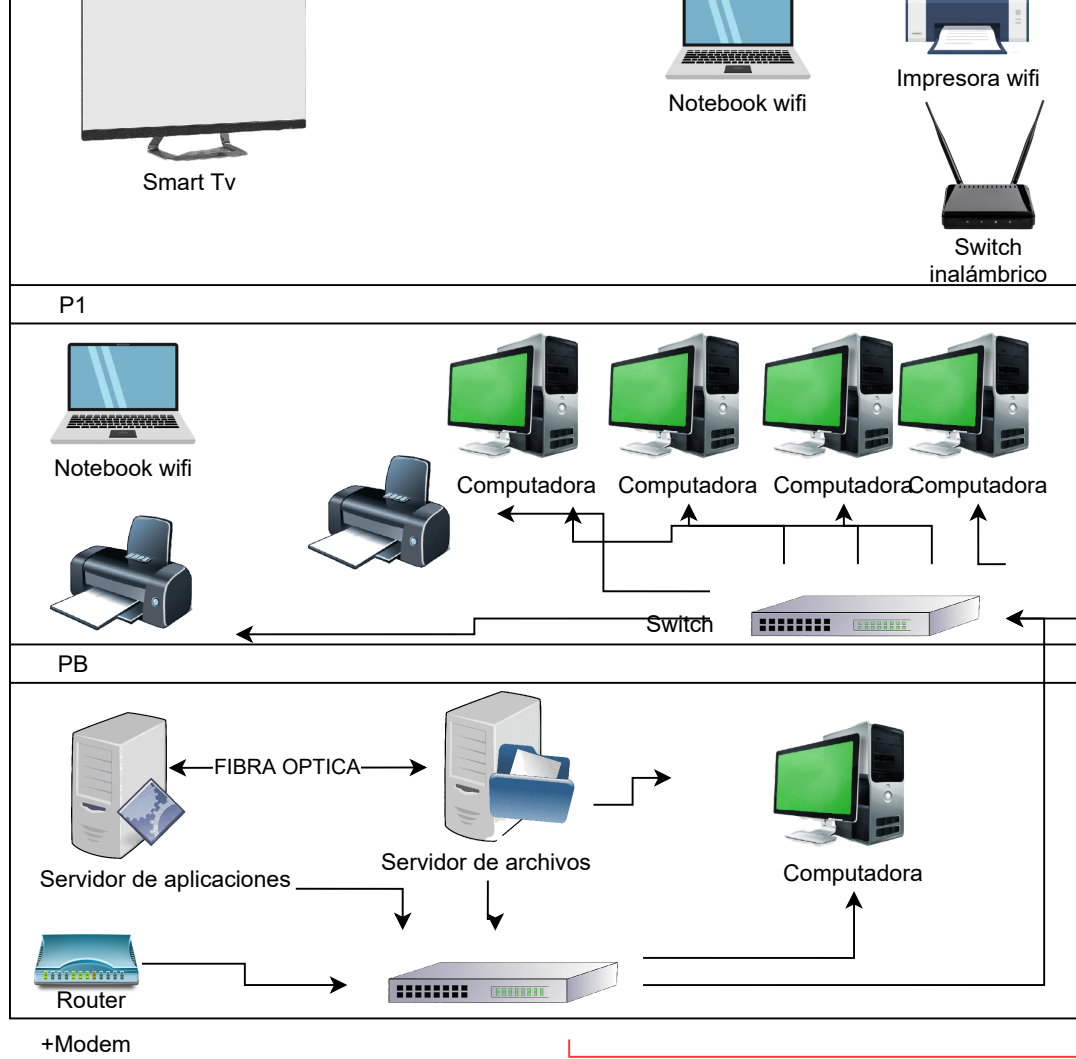 Notebook wifi
Impresora wifi
Smart Tv
Switch
inalámbrico
P1
Notebook wifi
Computadora
Computadora
Computadora
Computadora
Switch
PB
FIBRA OPTICA
Servidor de aplicaciones
Servidor de archivos
Computadora
Router
+Modem